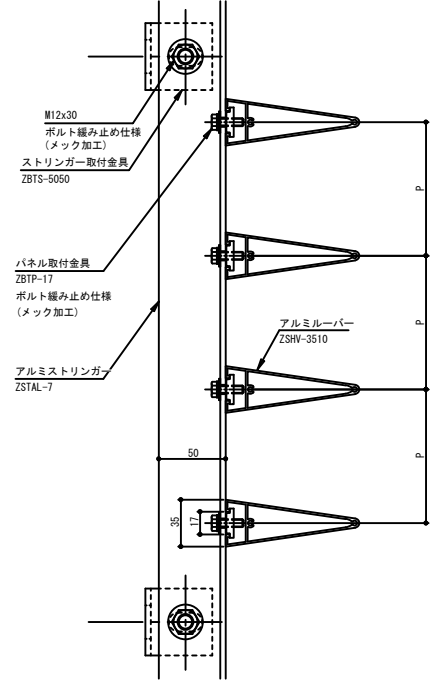 M12x30
ボルト緩み止め仕様
(メック加工)
ストリンガー取付金具
ZBTS-5050
パネル取付金具
ZBTP-17
ボルト緩み止め仕様
(メック加工)
アルミストリンガー
ZSTAL-7
アルミルーバー
ZSHV-3510
P
P
P
50
35
17